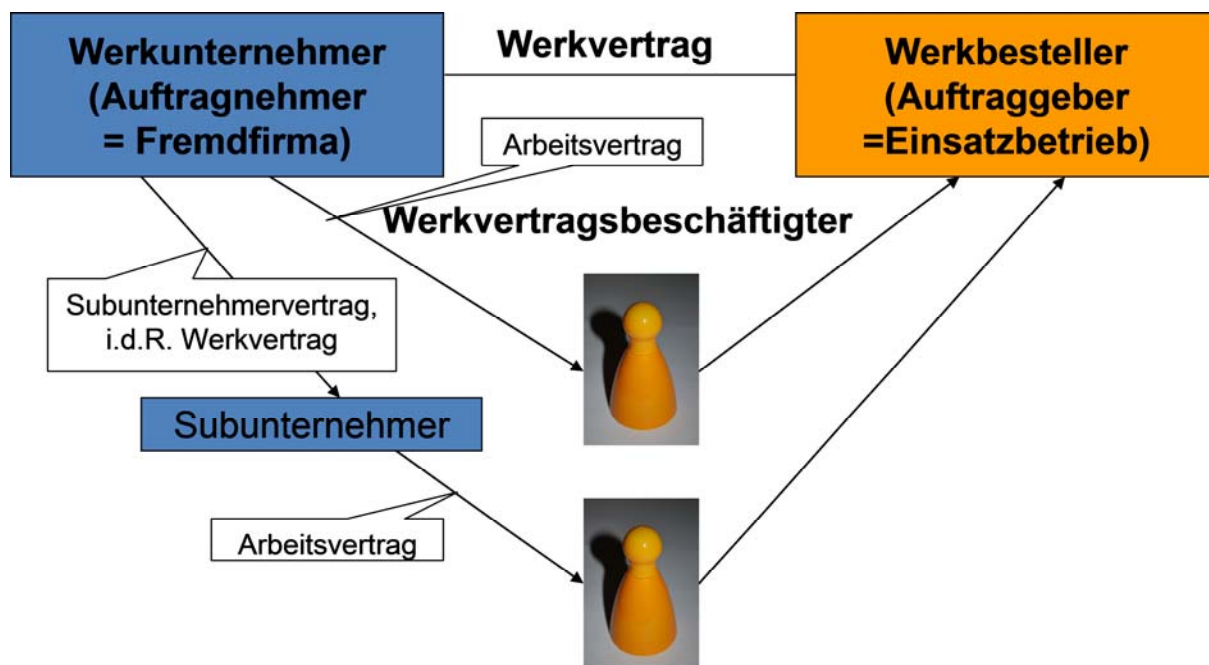 Werkunternehmer
(Auftragnehmer
= Fremdfirma)
Werkvertrag
Werkbesteller
(Auftraggeber
=Einsatzbetrieb)
Arbeitsvertrag
Werkvertragsbeschäftigter
Subunternehmervertrag,
i.d.R. Werkvertrag
Subunternehmer
Arbeitsvertrag